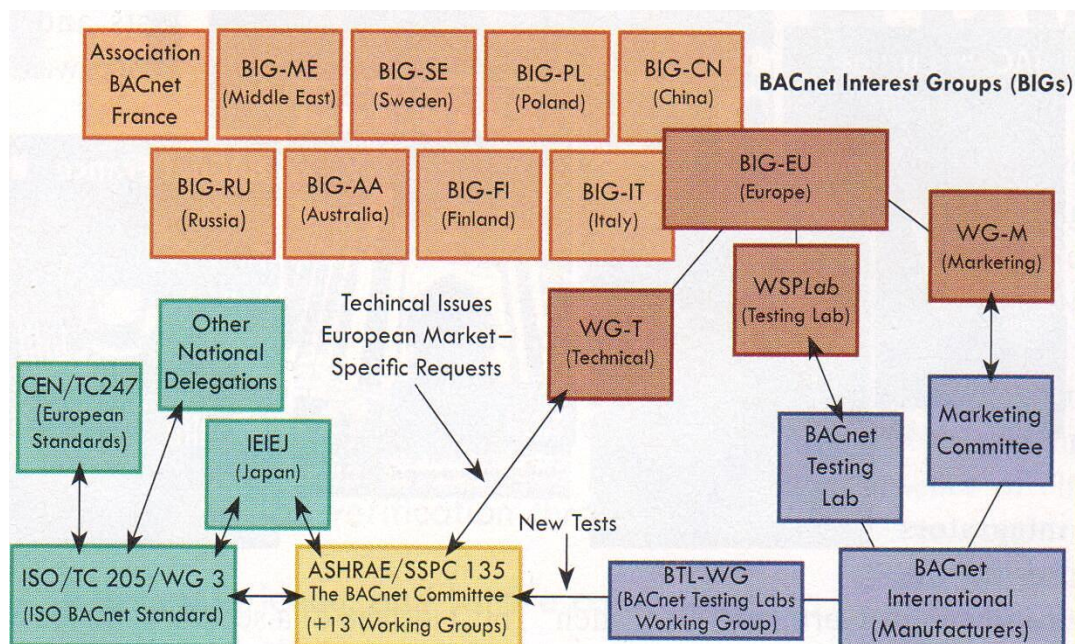 Association
BACnet
France
BIG-ME
(Middle East)
BIG-SE
(Sweden)
BIG-PL
(Poland)
BIG-CN
(China)
BACnet Interest Groups (BIGs)
BIG-RU
(Russia)
BIG-AA
(Australia)
BIG-FI
(Finland)
BIG-IT
(Italy)
BIG-EU
(Europe)
WG-M
(Marketing)
WSPLab
(Testing Lab)
WG-T
(Technical)
Techincal Issues
European Market–
Specific Requests
Other
National
Delegations
CEN/TC247
(European
Standards)
IEIEJ
(Japan)
BACnet
Testing
Lab
Marketing
Committee
New Tests
ISO/TC 205/WG 3
(ISO BACnet Standard)
ASHRAE/SSPC 135
The BACnet Committee
(+13 Working Groups)
BTL-WG
(BACnet Testing Labs
Working Group)
BACnet
International
(Manufacturers)